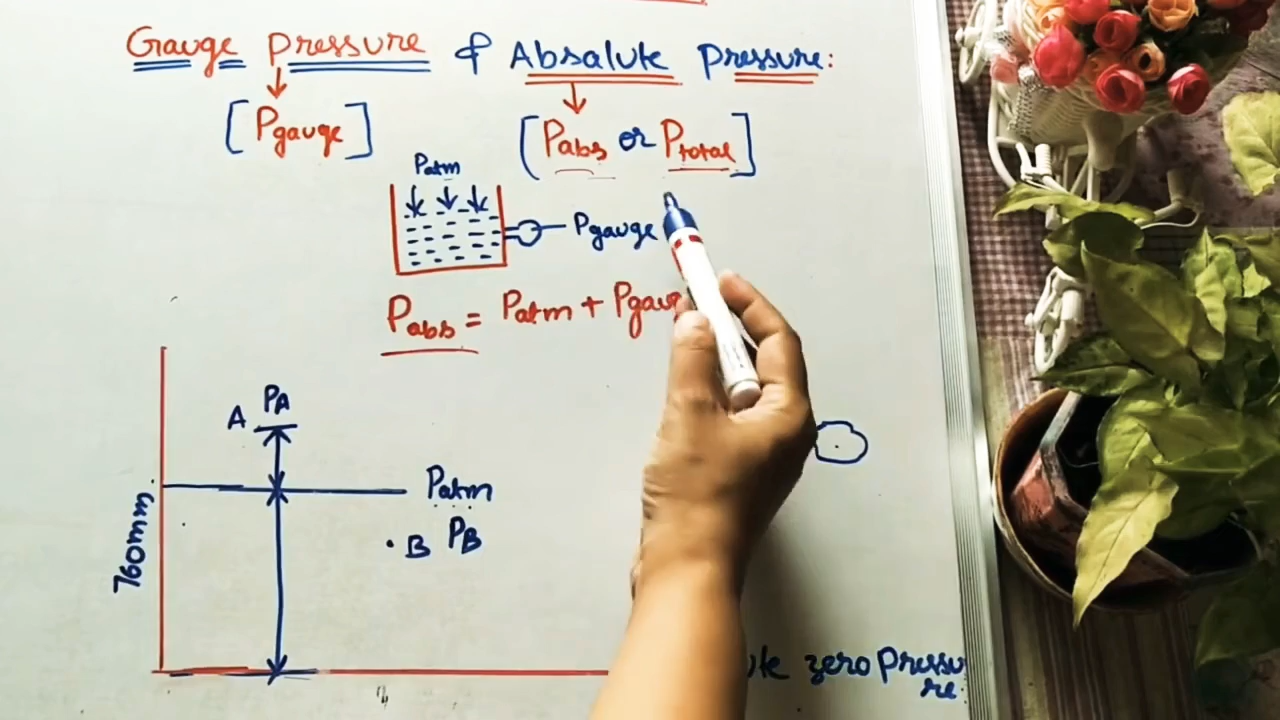 Gauge Pressure & Absalute Pressure:
[Pgauge] [Pabs or Ptotal]
Patm
Pgauge
Pabs = Patm + Pgau
PA
A
Patm
B PB
760mm
zero Pressu
re